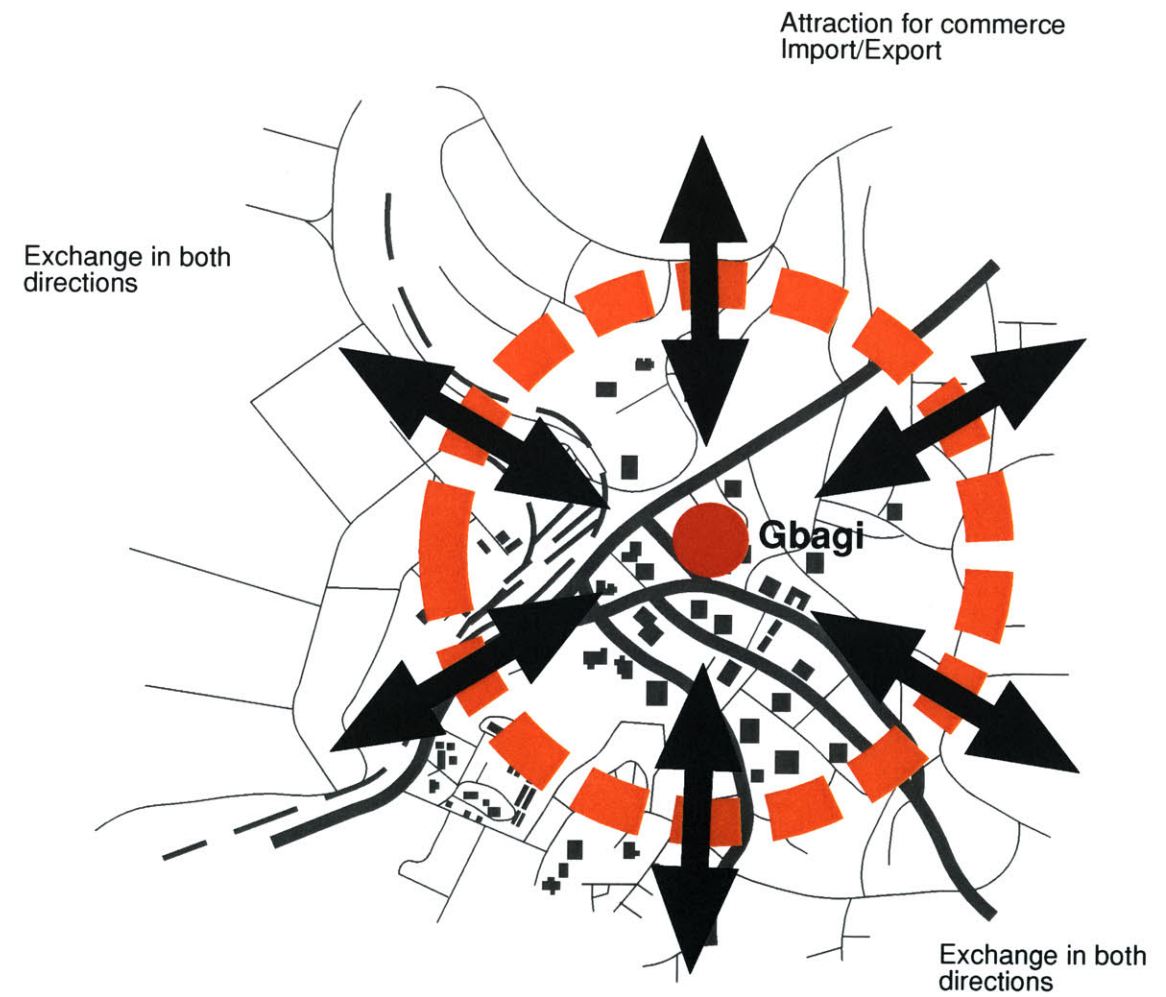 Attraction for commerce
Import/Export
Exchange in both
directions
Gbagi
Exchange in both
directions